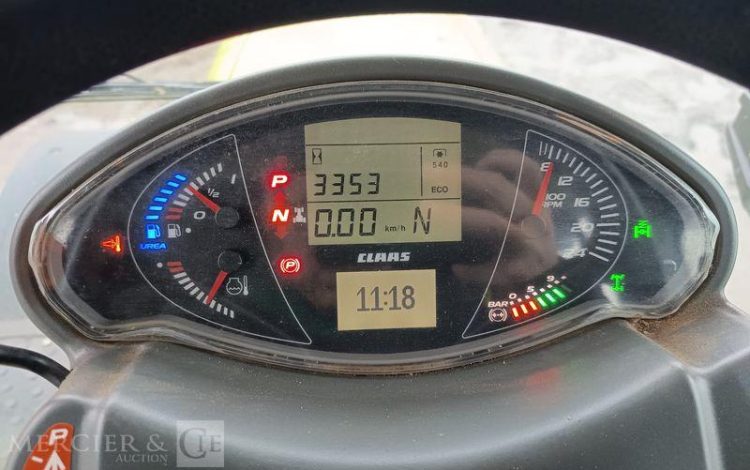 540
P
3353
ECO
N
0.00 km/h N
CLAAS
11:18
1
1/2
0
UREA
P
8
12
16
20
24
100
RPM
BAR
0 5 9
P
MERCIER & CIE
AUCTION